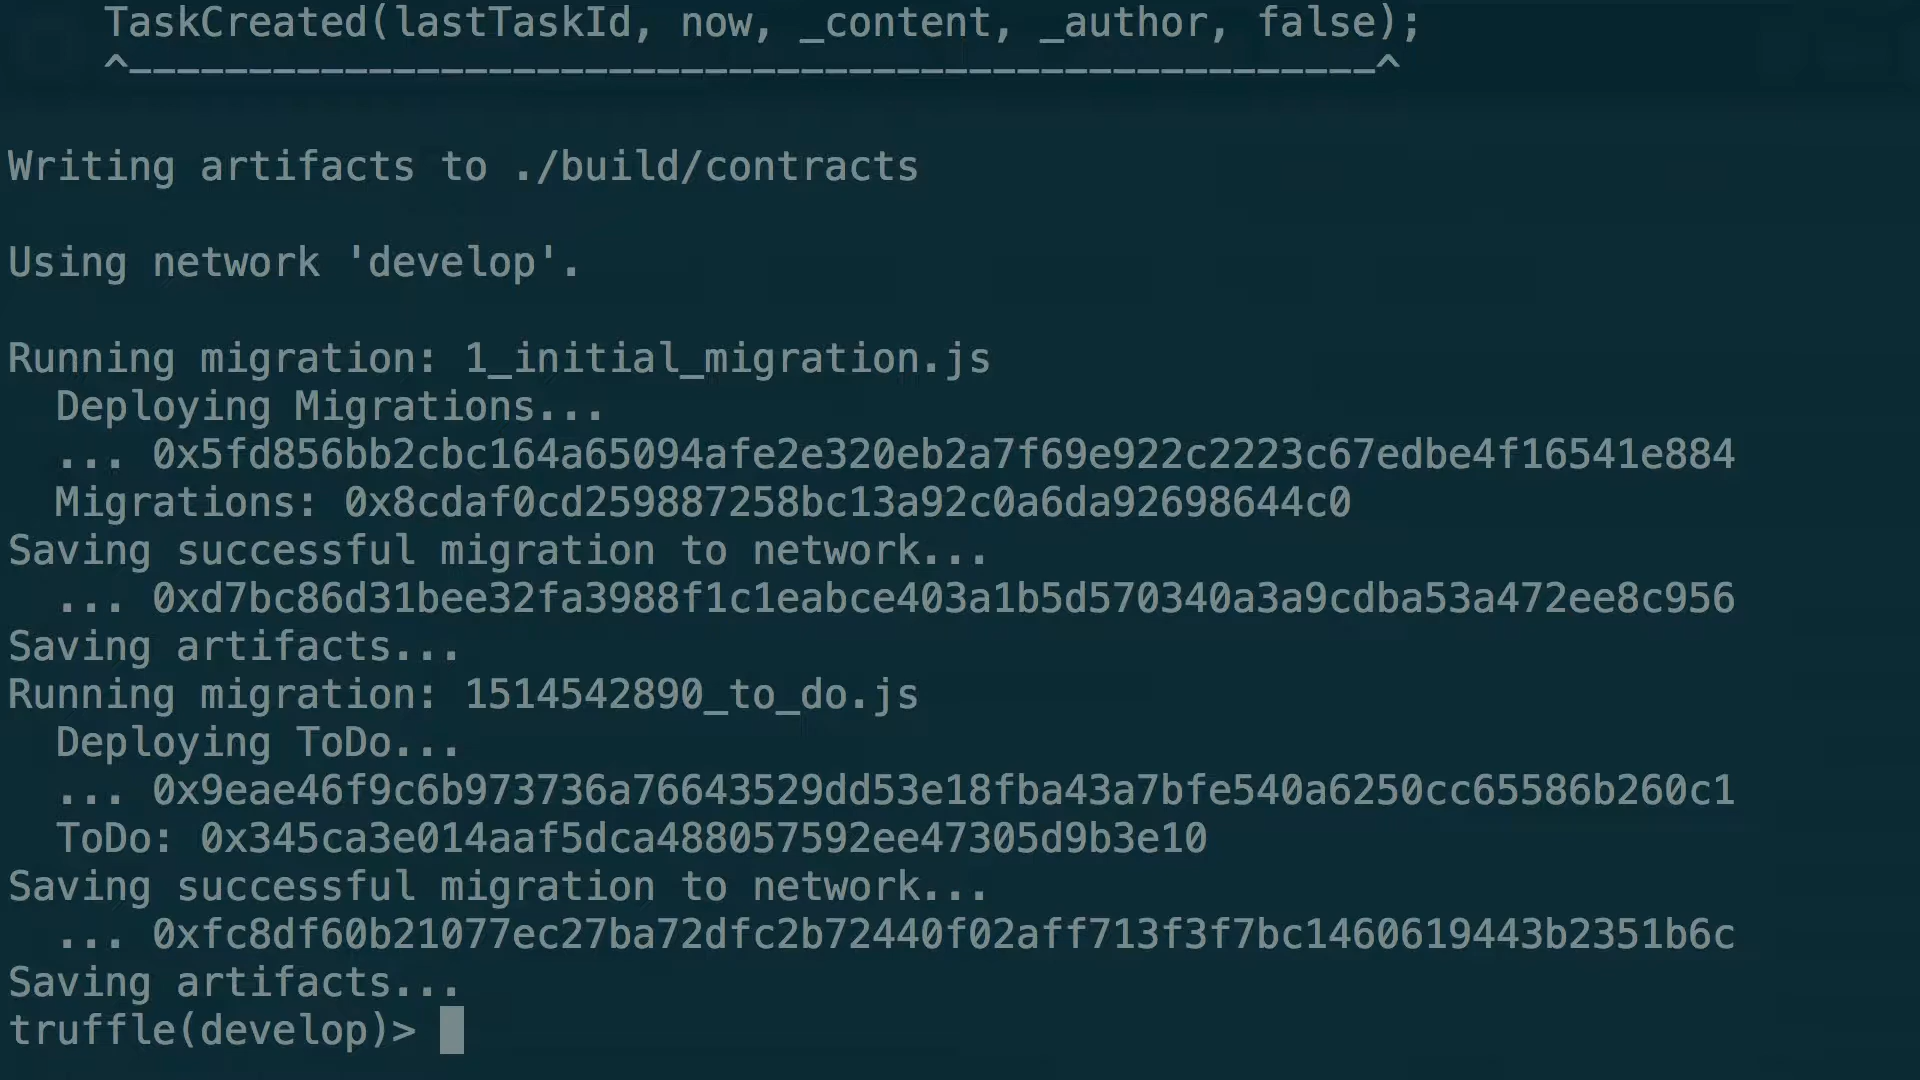 TaskCreated(lastTaskId, now, _content, _author, false);
^-----------------------------------------------------^
Writing artifacts to ./build/contracts
Using network 'develop'.
Running migration: 1_initial_migration.js
Deploying Migrations...
... 0x5fd856bb2cbc164a65094afe2e320eb2a7f69e922c2223c67edbe4f16541e884
Migrations: 0x8cdaf0cd259887258bc13a92c0a6da92698644c0
Saving successful migration to network...
... 0xd7bc86d31bee32fa3988f1c1eabce403a1b5d570340a3a9cdba53a472ee8c956
Saving artifacts...
Running migration: 1514542890_to_do.js
Deploying ToDo...
... 0x9eae46f9c6b973736a76643529dd53e18fba43a7bfe540a6250cc65586b260c1
ToDo: 0x345ca3e014aaf5dca488057592ee47305d9b3e10
Saving successful migration to network...
... 0xfc8df60b21077ec27ba72dfc2b72440f02aff713f3f7bc1460619443b2351b6c
Saving artifacts...
truffle(develop)>